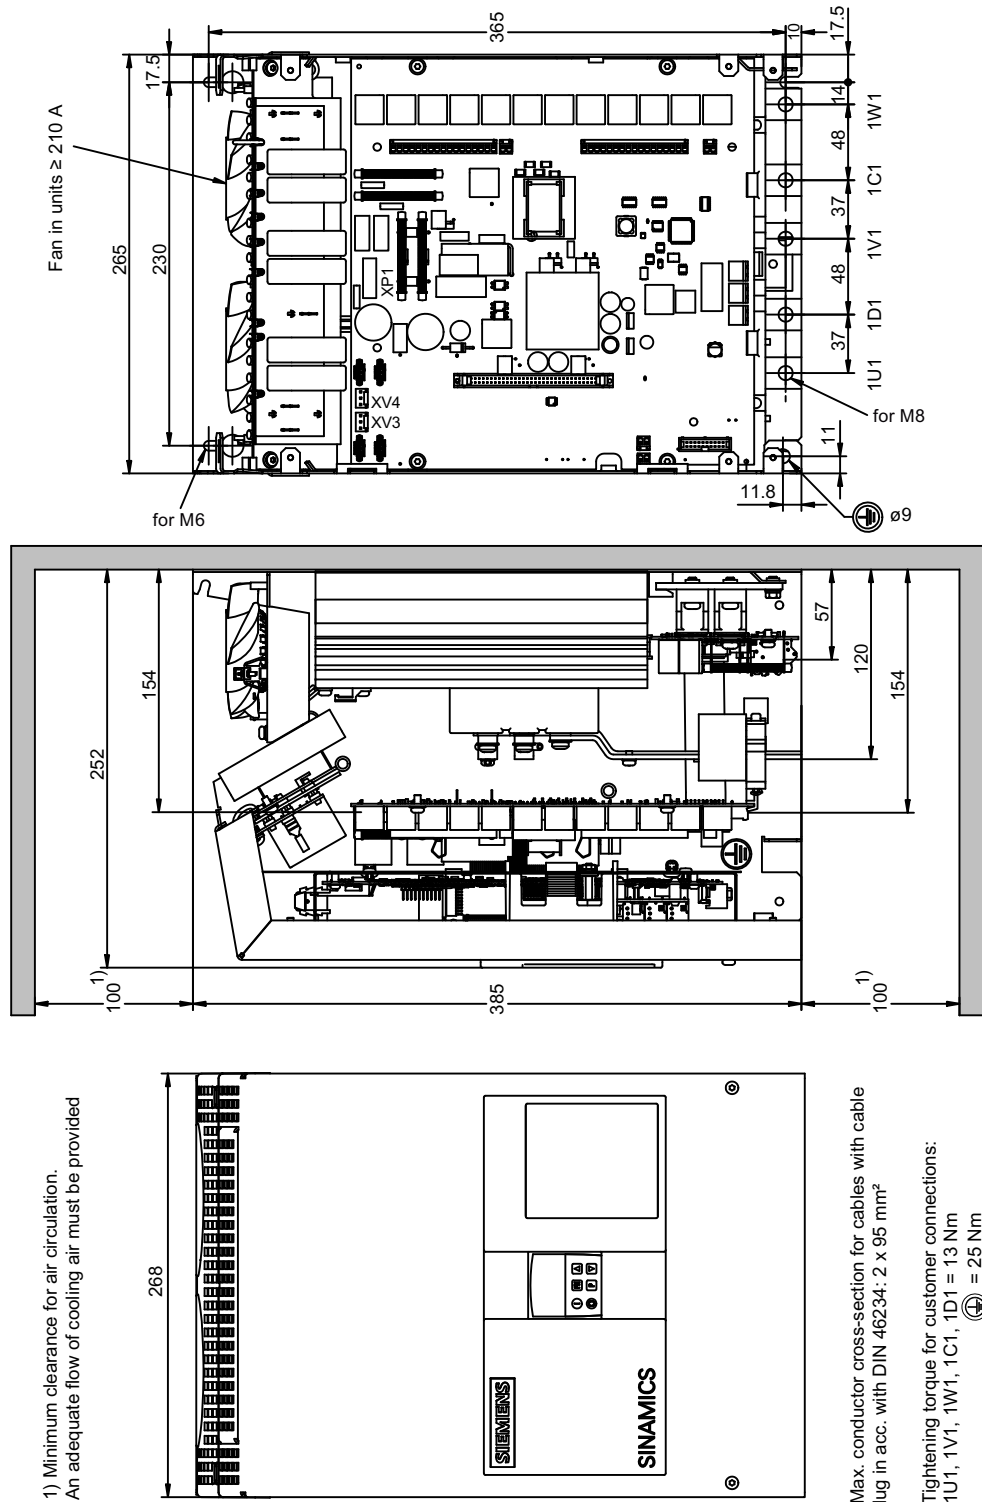 365
10
17.5
17.5
14
265
230
Fan in units ≥ 210 A
48
37
48
37
1W1
1C1
1V1
1D1
1U1
XP1
XV4
XV3
for M8
for M6
11
11.8
ø9
57
120
154
154
252
100 1)
385
100 1)
268
SIEMENS
SINAMICS
1) Minimum clearance for air circulation.
An adequate flow of cooling air must be provided
Max. conductor cross-section for cables with cable
lug in acc. with DIN 46234: 2 x 95 mm²
Tightening torque for customer connections:
1U1, 1V1, 1W1, 1C1, 1D1 = 13 Nm
= 25 Nm